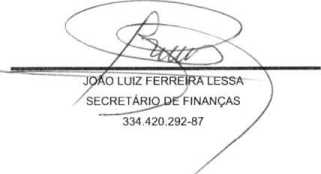 JOÃO LUIZ FERREIRA LESSA
SECRETÁRIO DE FINANÇAS
334.420.292-87